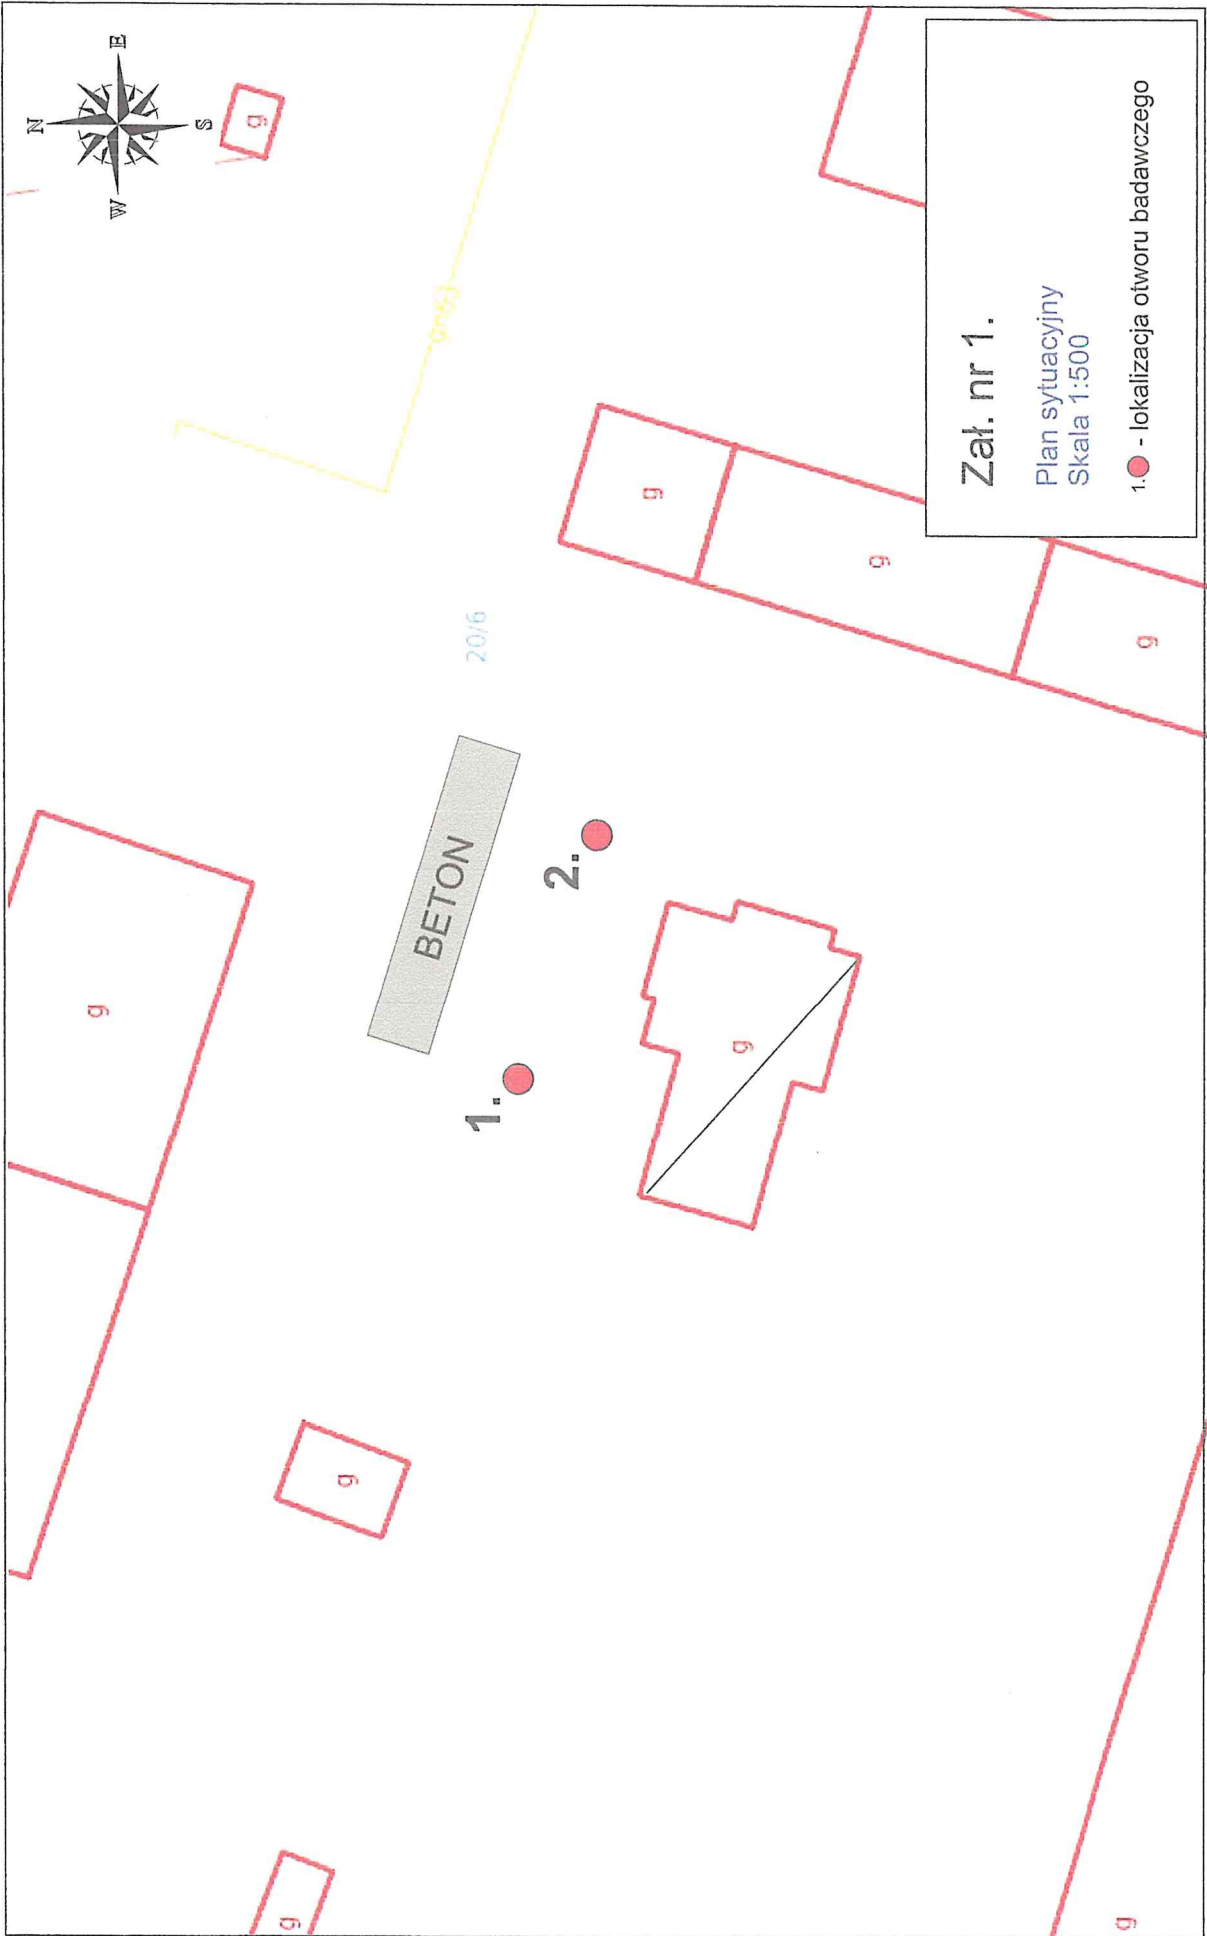 N
W E
S
g
g
g
g
BETON
20/6
1.
2.
g
g
g
g
g
Zał. nr 1.
Plan sytuacyjny
Skala 1:500
1. - lokalizacja otworu badawczego